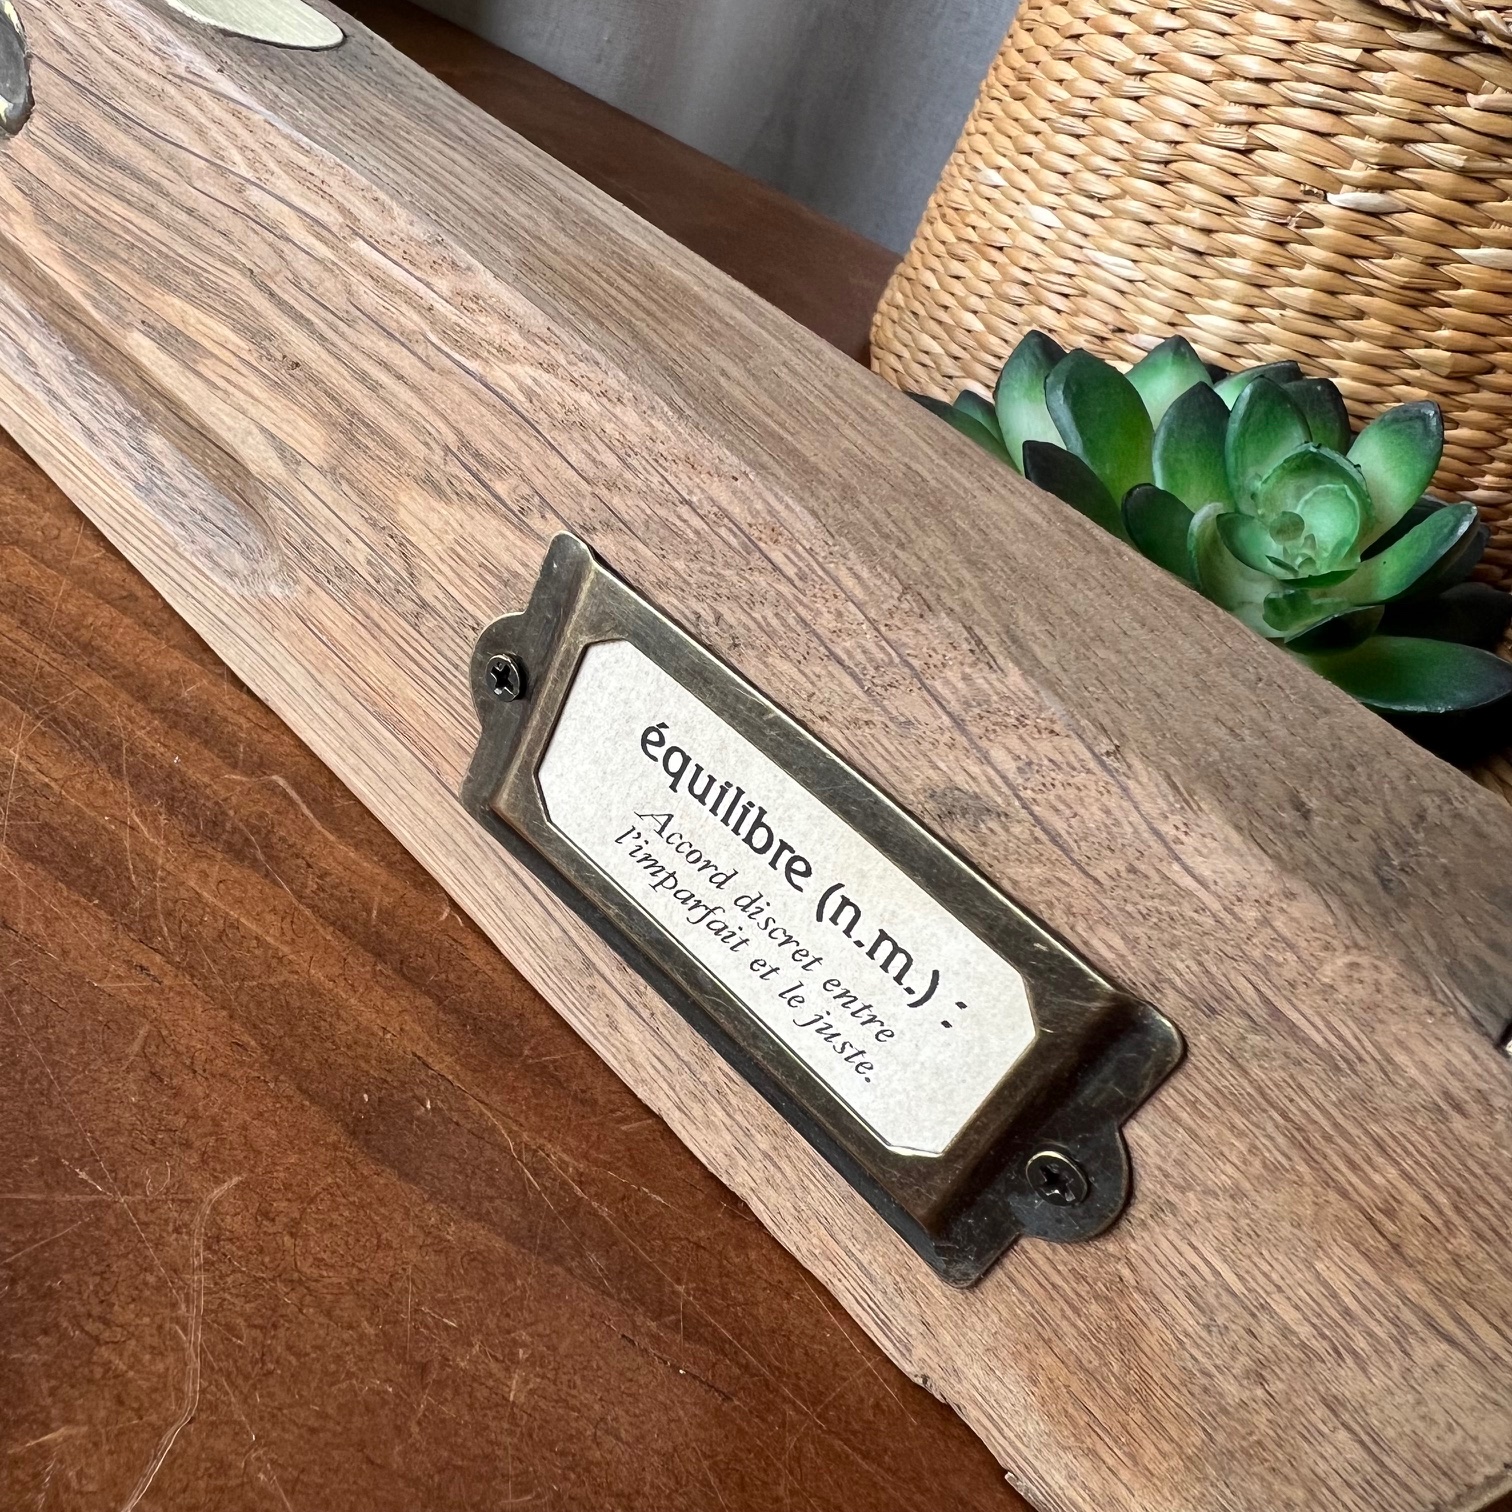 équilibre (n.m.) :
Accord discret entre
l'imparfait et le juste.